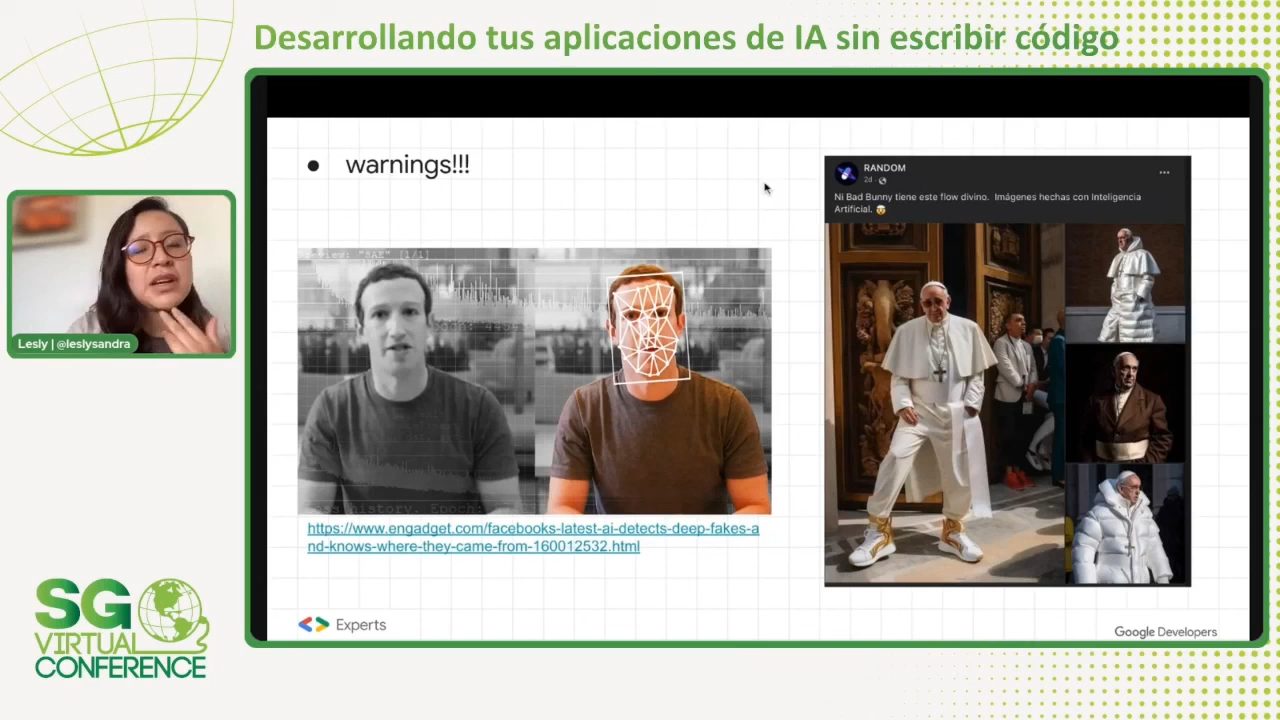 Desarrollando tus aplicaciones de IA sin escribir código
warnings!!!
RANDOM
2d
Ni Bad Bunny tiene este flow divino. Imágenes hechas con Inteligencia
Artificial.
https://www.engadget.com/facebooks-latest-ai-detects-deep-fakes-a
nd-knows-where-they-came-from-160012532.html
Lesly | @leslysandra
Experts
Google Developers
SG
VIRTUAL
CONFERENCE